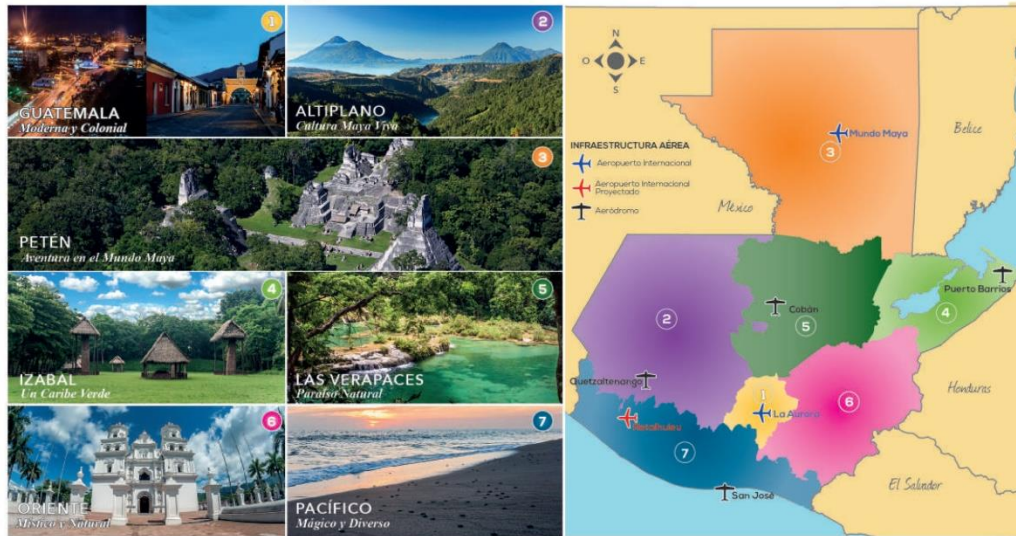 1
GUATEMALA
Moderna y Colonial
2
ALTIPLANO
Cultura Maya Viva
3
PETÉN
Aventura en el Mundo Maya
4
IZABAL
Un Caribe Verde
5
LAS VERAPACES
Paraíso Natural
6
ORIENTE
Místico y Natural
7
PACÍFICO
Mágico y Diverso
N
O
E
S
INFRAESTRUCTURA AÉREA
Aeropuerto Internacional
Aeropuerto Internacional
Proyectado
Aeródromo
México
Belice
Mundo Maya
3
Puerto Barrios
4
Cobán
5
2
Quetzaltenango
Retalhuleu
1
La Aurora
6
7
San José
Honduras
El Salvador